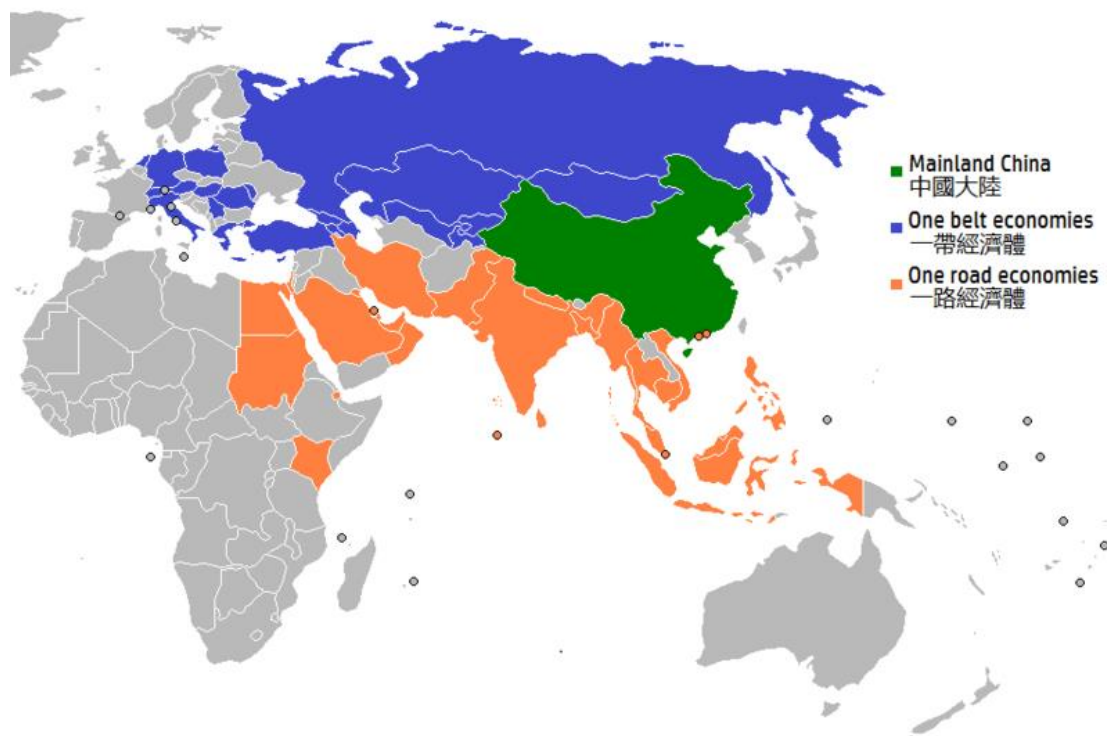 Mainland China
中國大陸
One belt economies
一帶經濟體
One road economies
一路經濟體